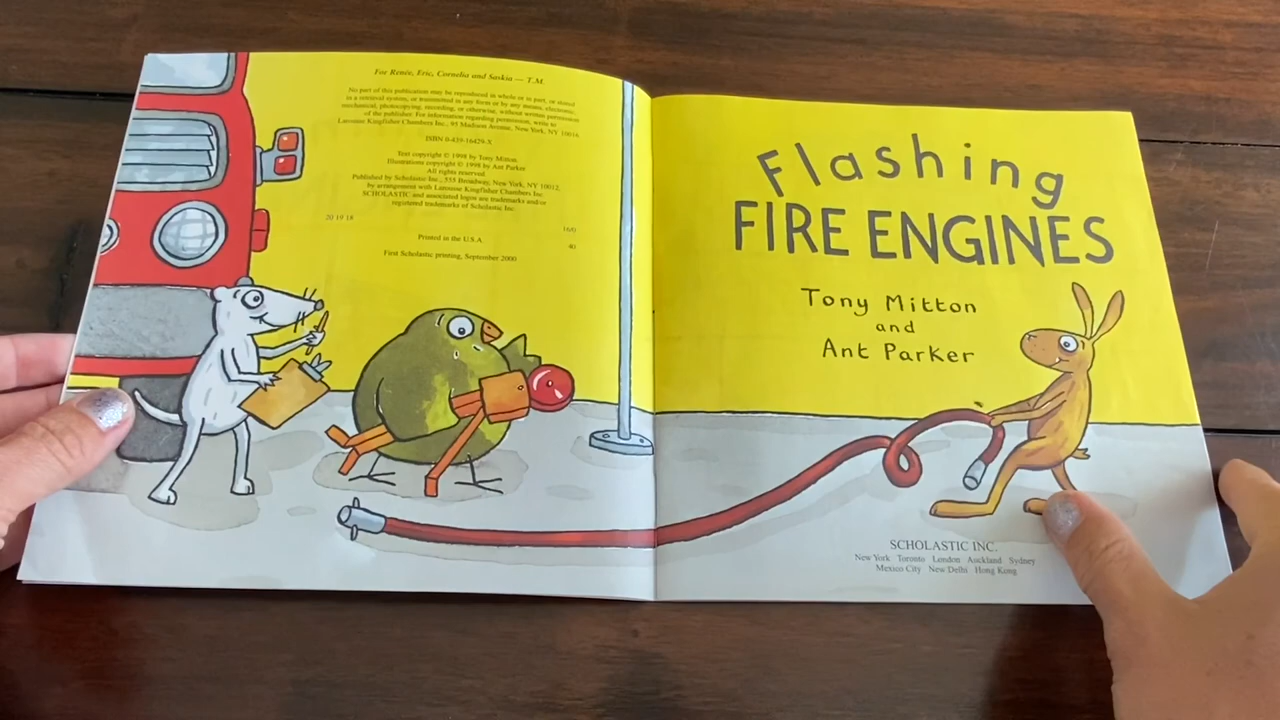 For Renée, Eric, Cornelia and Saskia — T.M.
No part of this publication may be reproduced in whole or in part, or stored
in a retrieval system, or transmitted in any form or by any means, electronic,
mechanical, photocopying, recording, or otherwise, without written permission
of the publisher. For information regarding permission, write to
Larousse Kingfisher Chambers Inc., 95 Madison Avenue, New York, NY 10016.
ISBN 0-439-16429-X
Text copyright © 1998 by Tony Mitton.
Illustrations copyright © 1998 by Ant Parker
All rights reserved.
Published by Scholastic Inc., 555 Broadway, New York, NY 10012,
by arrangement with Larousse Kingfisher Chambers Inc.
SCHOLASTIC and associated logos are trademarks and/or
registered trademarks of Scholastic Inc.
20 19 18
16/0
Printed in the U.S.A.
40
First Scholastic printing, September 2000
Flashing
FIRE ENGINES
Tony Mitton
and
Ant Parker
SCHOLASTIC INC.
New York Toronto London Auckland Sydney
Mexico City New Delhi Hong Kong